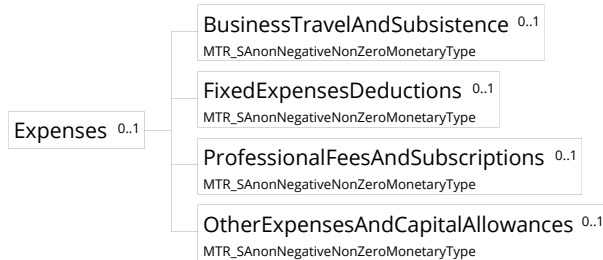 BusinessTravelAndSubsistence 0..1
MTR_SAnonNegativeNonZeroMonetaryType
FixedExpensesDeductions 0..1
MTR_SAnonNegativeNonZeroMonetaryType
Expenses 0..1
ProfessionalFeesAndSubscriptions 0..1
MTR_SAnonNegativeNonZeroMonetaryType
OtherExpensesAndCapitalAllowances 0..1
MTR_SAnonNegativeNonZeroMonetaryType